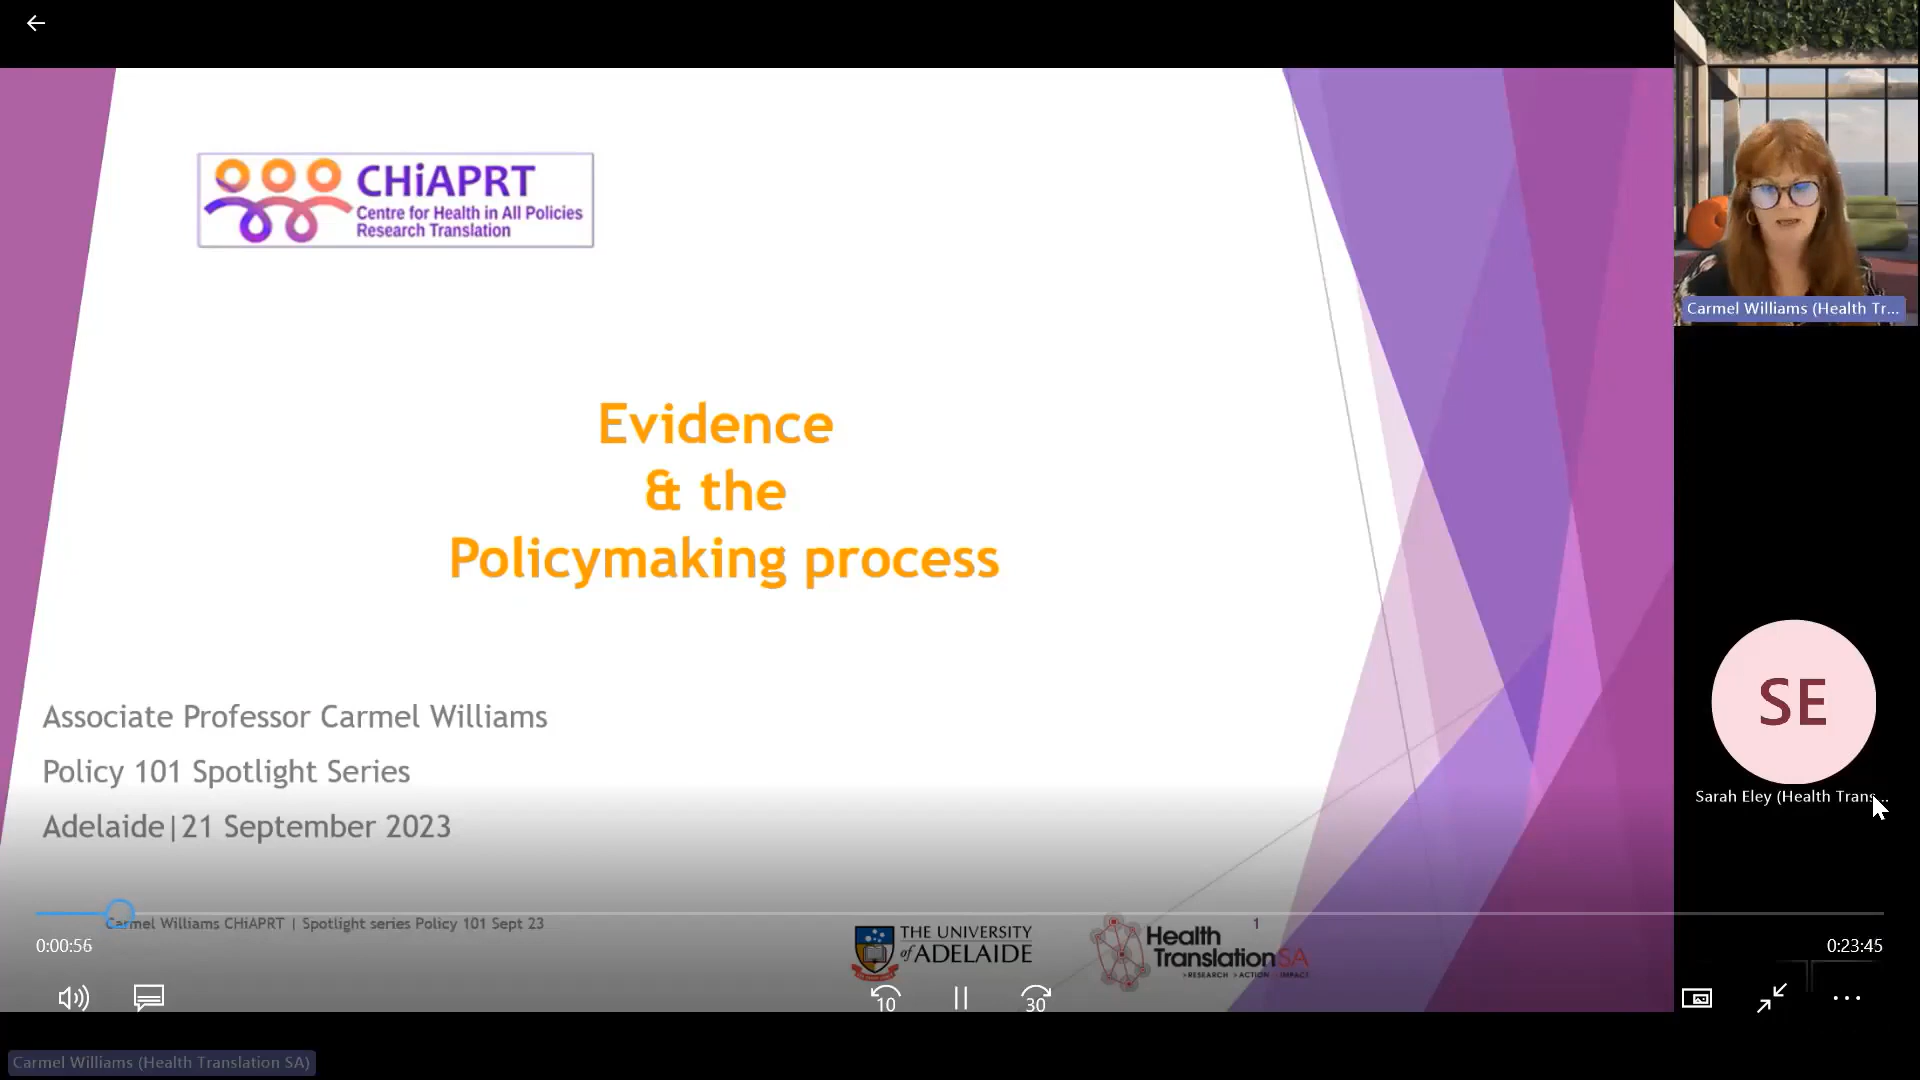 CHiAPRT
Centre for Health in All Policies
Research Translation
Evidence
& the
Policymaking process
Associate Professor Carmel Williams
Policy 101 Spotlight Series
Adelaide|21 September 2023
Carmel Williams CHiAPRT | Spotlight series Policy 101 Sept 23
THE UNIVERSITY
of ADELAIDE
Health
TranslationSA
>RESEARCH >ACTION >IMPACT
1
Carmel Williams (Health Tr...
SE
Sarah Eley (Health Trans...
0:00:56
0:23:45
10
30
Carmel Williams (Health Translation SA)